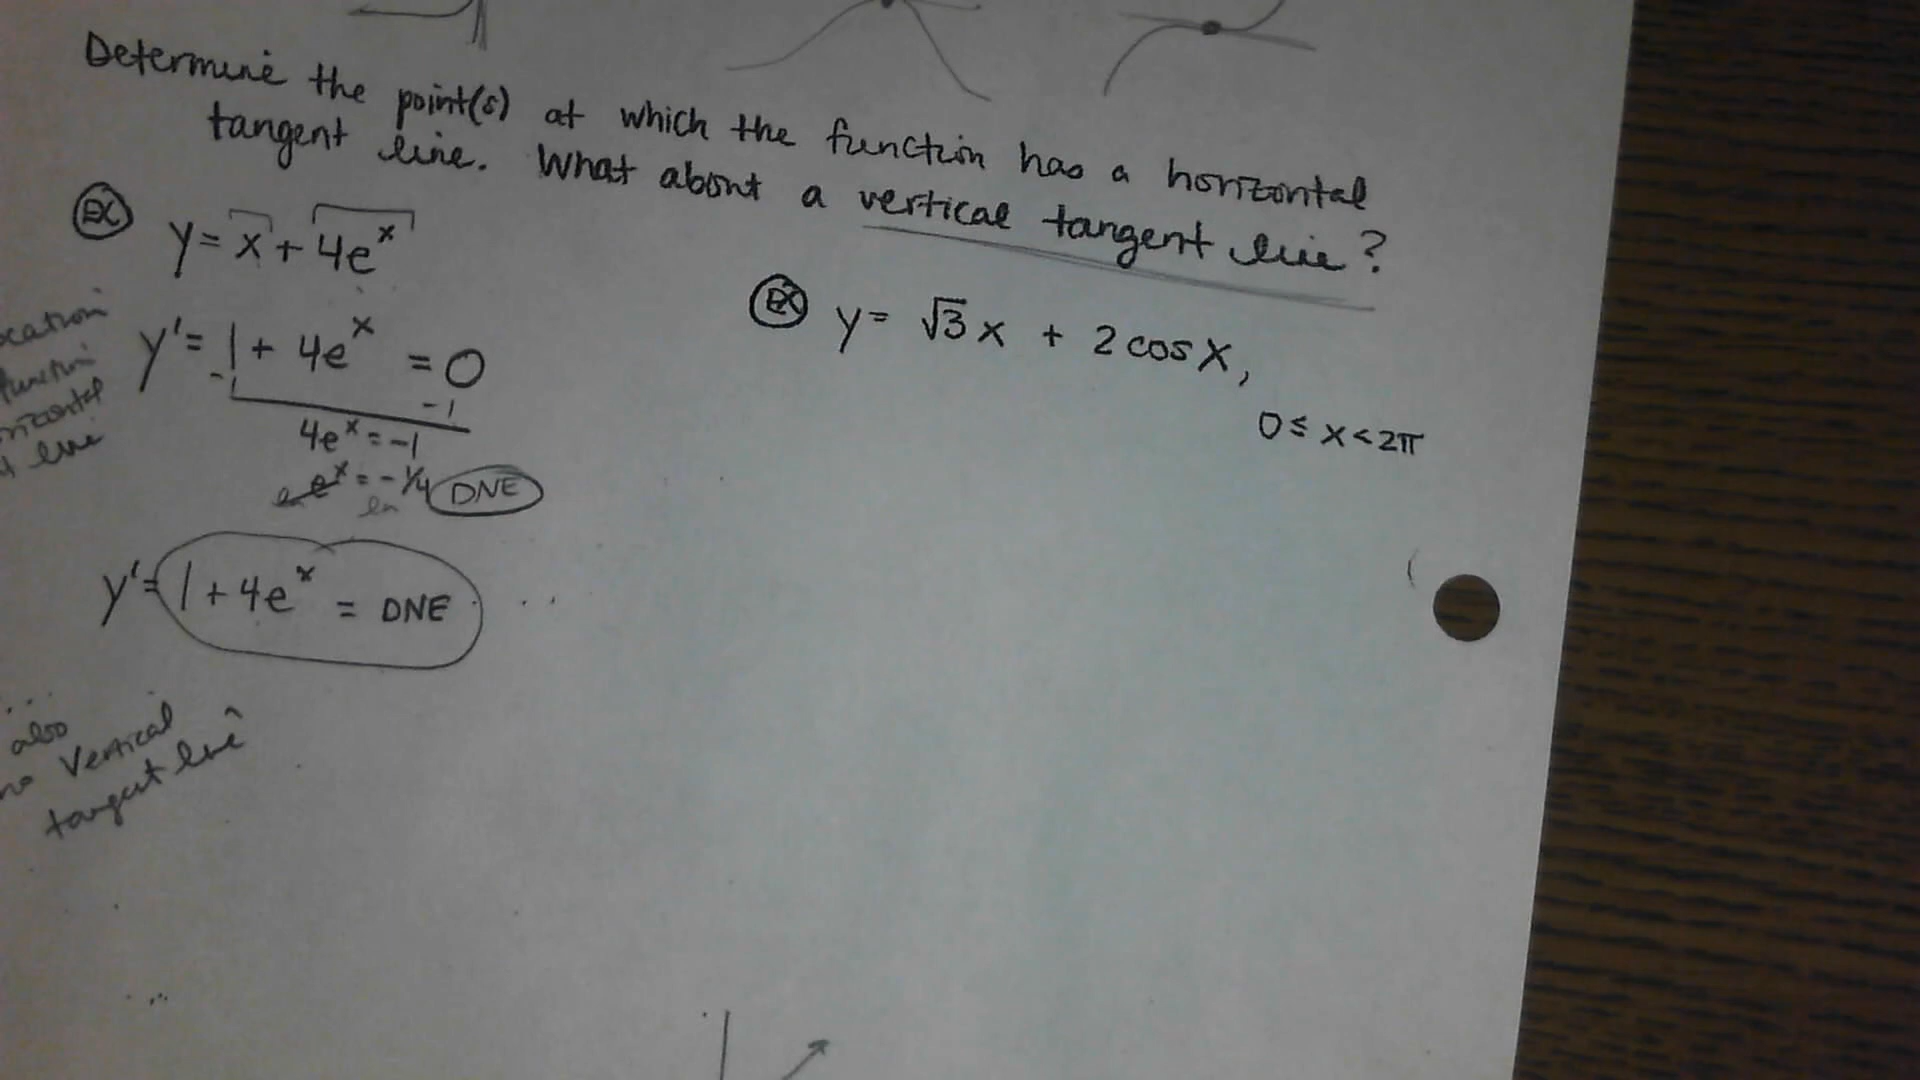 Determine the point(s) at which the function has a horizontal
tangent line. What about a vertical tangent line?
EX y = x + 4e^x
y' = 1 + 4e^x = 0
-1 -1
4e^x = -1
e^x = -1/4 DNE
ln
y' = 1 + 4e^x = DNE
also
no vertical
tangent line
EX y = √3x + 2 cos x,
0 ≤ x < 2π